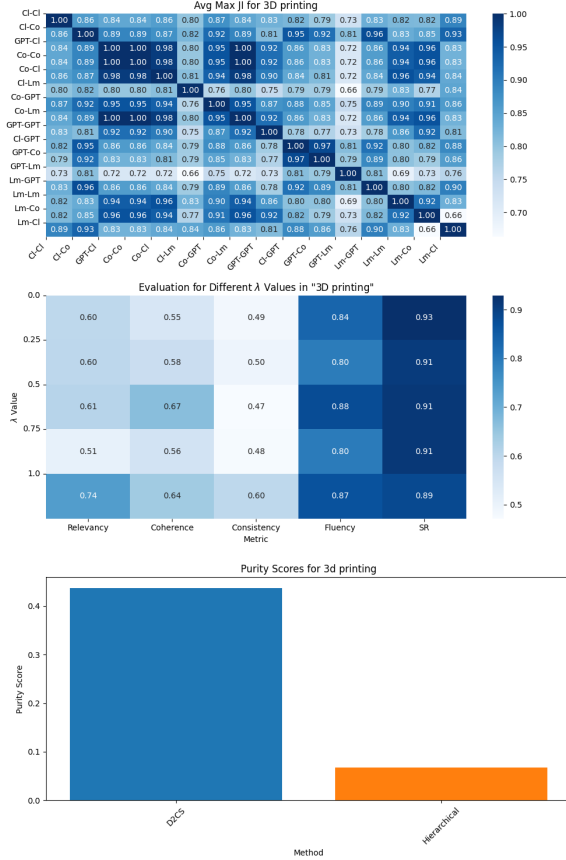 Avg Max JI for 3D printing
Cl-Cl 1.00 0.86 0.84 0.84 0.82 0.80 0.87 0.84 0.83 0.82 0.79 0.73 0.83 0.82 0.82 0.89
Cl-Co 0.86 1.00 0.89 0.87 0.86 0.82 0.92 0.87 0.81 0.95 0.92 0.81 0.96 0.83 0.85 0.93
GPT-Cl 0.84 0.89 1.00 1.00 0.98 0.80 0.95 1.00 0.92 0.82 0.83 0.72 0.82 0.94 0.96 0.83
Co-Co 0.84 0.87 1.00 1.00 0.98 0.80 0.95 1.00 0.92 0.82 0.83 0.72 0.82 0.94 0.96 0.83
Co-Cl 0.86 0.87 0.98 0.98 1.00 0.81 0.94 0.98 0.90 0.84 0.81 0.72 0.84 0.96 0.94 0.84
Cl-Lm 0.80 0.82 0.80 0.80 0.81 1.00 0.76 0.80 0.75 0.79 0.79 0.66 0.79 0.83 0.77 0.84
Co-GPT 0.87 0.92 0.95 0.95 0.94 0.76 1.00 0.95 0.87 0.88 0.85 0.75 0.89 0.90 0.91 0.86
Co-Lm 0.84 0.87 1.00 1.00 0.98 0.80 0.95 1.00 0.92 0.82 0.83 0.72 0.82 0.94 0.96 0.83
GPT-GPT 0.83 0.81 0.92 0.92 0.90 0.75 0.87 0.92 1.00 0.78 0.77 0.73 0.78 0.86 0.92 0.81
Cl-GPT 0.82 0.95 0.82 0.82 0.84 0.79 0.88 0.82 0.78 1.00 0.97 0.81 0.92 0.80 0.82 0.88
GPT-Co 0.79 0.92 0.83 0.83 0.81 0.79 0.85 0.83 0.77 0.97 1.00 0.79 0.89 0.80 0.79 0.86
GPT-Lm 0.73 0.81 0.72 0.72 0.72 0.66 0.75 0.72 0.73 0.81 0.79 1.00 0.81 0.69 0.73 0.76
Lm-GPT 0.83 0.96 0.82 0.82 0.84 0.79 0.89 0.82 0.78 0.92 0.89 0.81 1.00 0.80 0.82 0.90
Lm-Lm 0.82 0.83 0.94 0.94 0.96 0.83 0.90 0.94 0.86 0.80 0.80 0.69 0.80 1.00 0.92 0.83
Lm-Co 0.82 0.85 0.96 0.96 0.94 0.77 0.91 0.96 0.92 0.82 0.79 0.73 0.82 0.92 1.00 0.66
Lm-Cl 0.89 0.93 0.83 0.83 0.84 0.84 0.86 0.83 0.81 0.88 0.86 0.76 0.90 0.83 0.66 1.00
Cl-Cl Cl-Co GPT-Cl Co-Co Co-Cl Cl-Lm Co-GPT Co-Lm GPT-GPT Cl-GPT GPT-Co GPT-Lm Lm-GPT Lm-Lm Lm-Co Lm-Cl
1.00
0.95
0.90
0.85
0.80
0.75
0.70
Evaluation for Different λ Values in "3D printing"
λ Value
0.0
0.60 0.55 0.49 0.84 0.93
0.25
0.60 0.58 0.50 0.80 0.91
0.5
0.61 0.67 0.47 0.88 0.91
0.75
0.51 0.56 0.48 0.80 0.91
1.0
0.74 0.64 0.60 0.87 0.89
Relevancy Coherence Consistency Fluency SR
Metric
0.9
0.8
0.7
0.6
0.5
Purity Scores for 3d printing
Purity Score
0.4
0.3
0.2
0.1
0.0
D2CS Hierarchical
Method